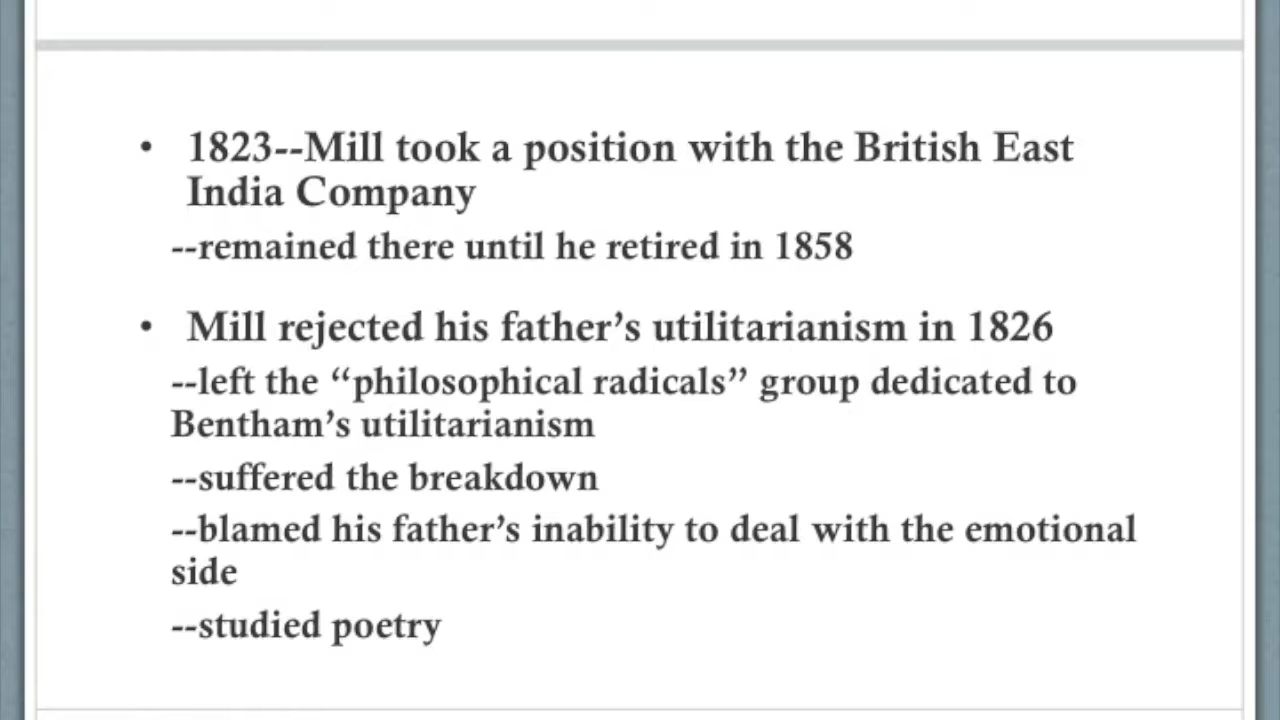 • 1823--Mill took a position with the British East
India Company
--remained there until he retired in 1858
• Mill rejected his father’s utilitarianism in 1826
--left the “philosophical radicals” group dedicated to
Bentham’s utilitarianism
--suffered the breakdown
--blamed his father’s inability to deal with the emotional
side
--studied poetry